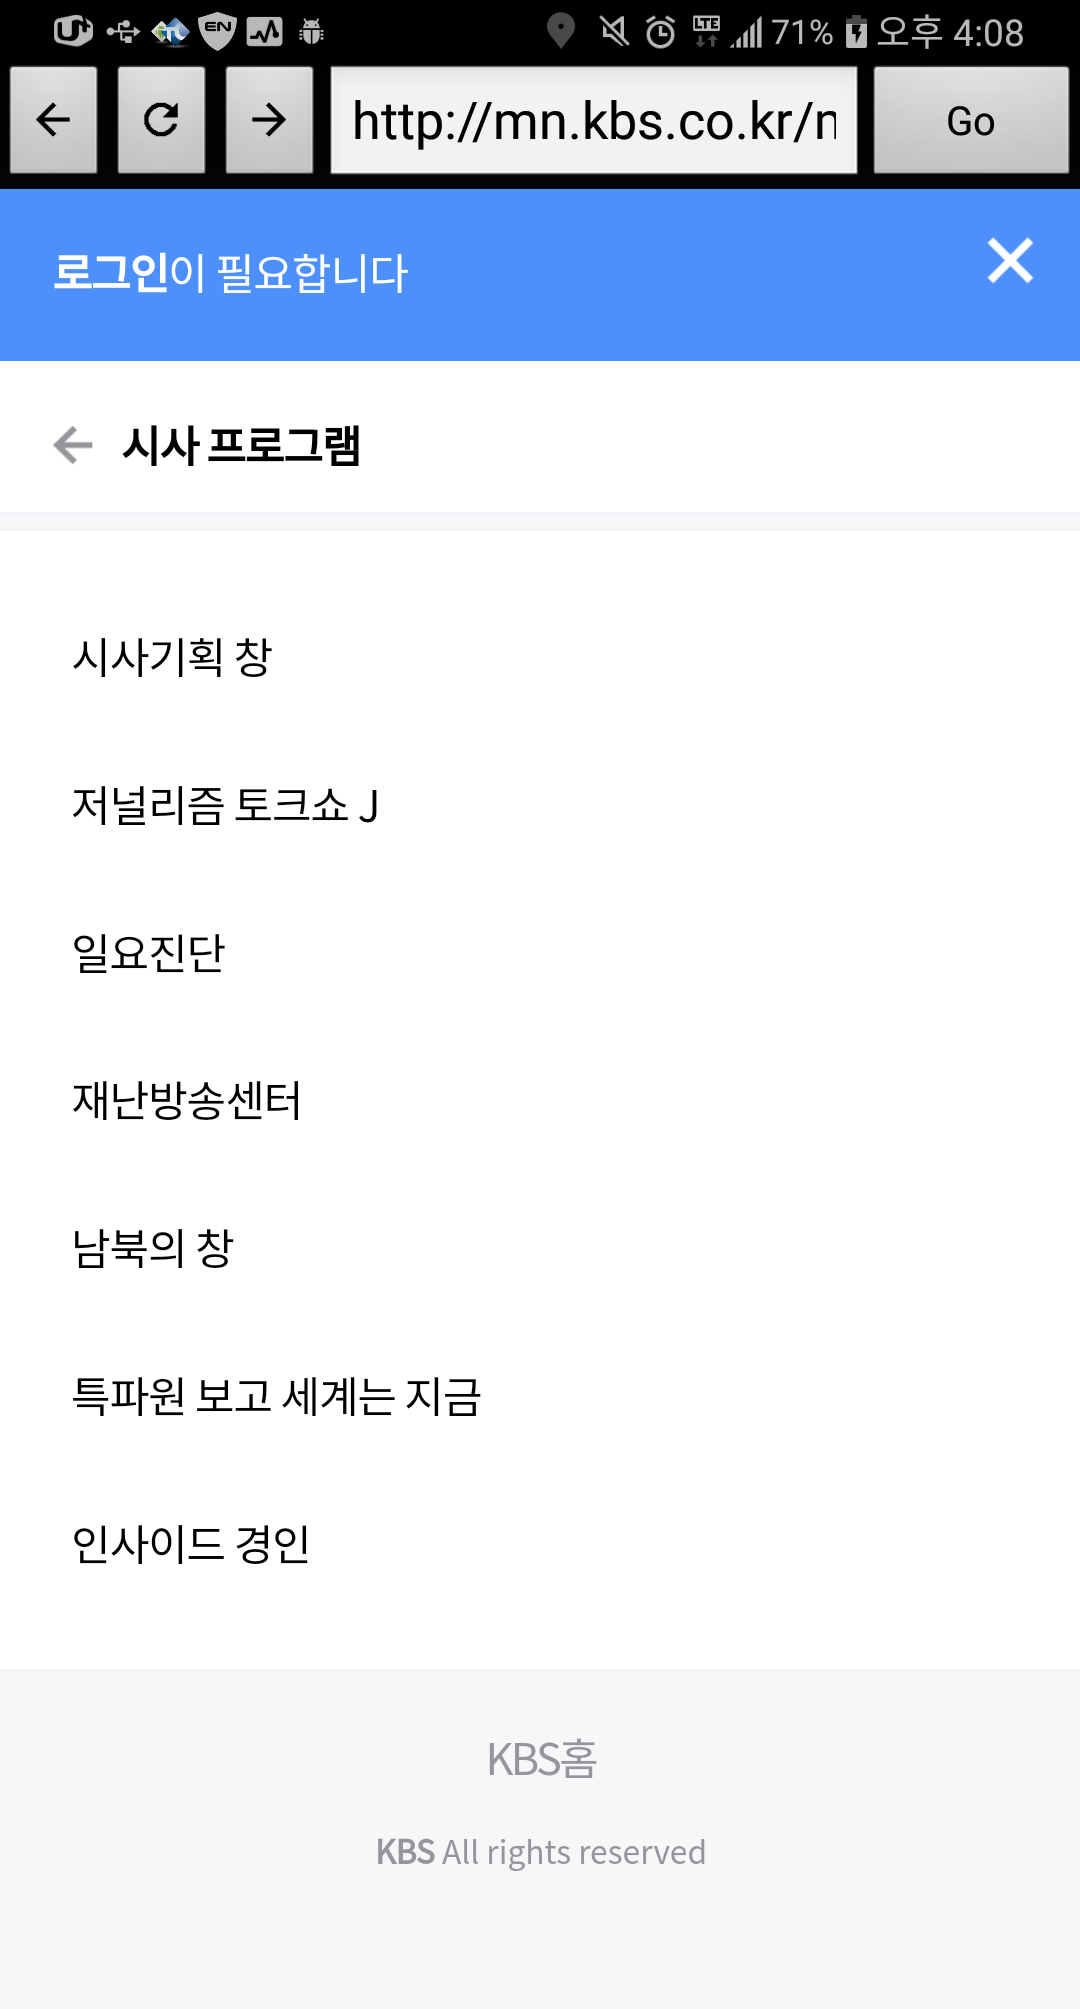 EN
LTE
71%
오후 4:08
http://mn.kbs.co.kr/n
Go
로그인이 필요합니다
시사 프로그램
시사기획 창
저널리즘 토크쇼 J
일요진단
재난방송센터
남북의 창
특파원 보고 세계는 지금
인사이드 경인
KBS홈
KBS All rights reserved